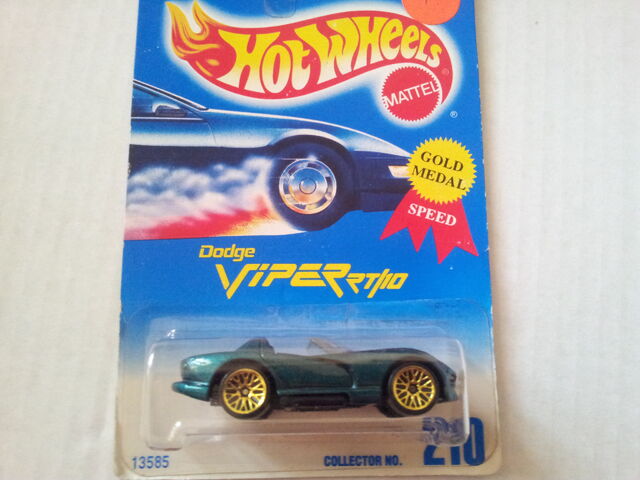 Hot Wheels
MATTEL
®
GOLD
MEDAL
SPEED
Dodge
VIPER RT/10
13585
COLLECTOR NO. 210